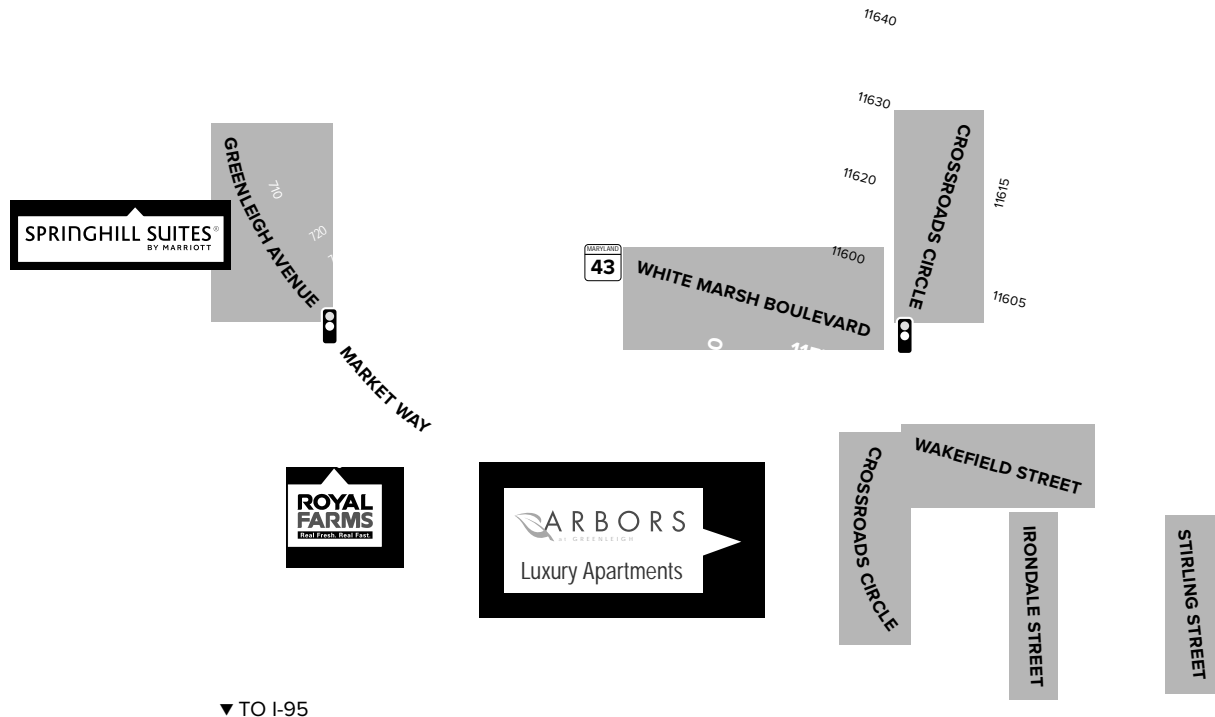 11640
11630
11620
11615
11600
11605
CROSSROADS CIRCLE
GREENLEIGH AVENUE
710
720
SPRINGHILL SUITES®
BY MARRIOTT
MARYLAND
43
WHITE MARSH BOULEVARD
MARKET WAY
ROYAL
FARMS
Real Fresh. Real Fast.
ARBORS
at GREENLEIGH
Luxury Apartments
CROSSROADS CIRCLE
WAKEFIELD STREET
IRONDALE STREET
STIRLING STREET
▼ TO I-95